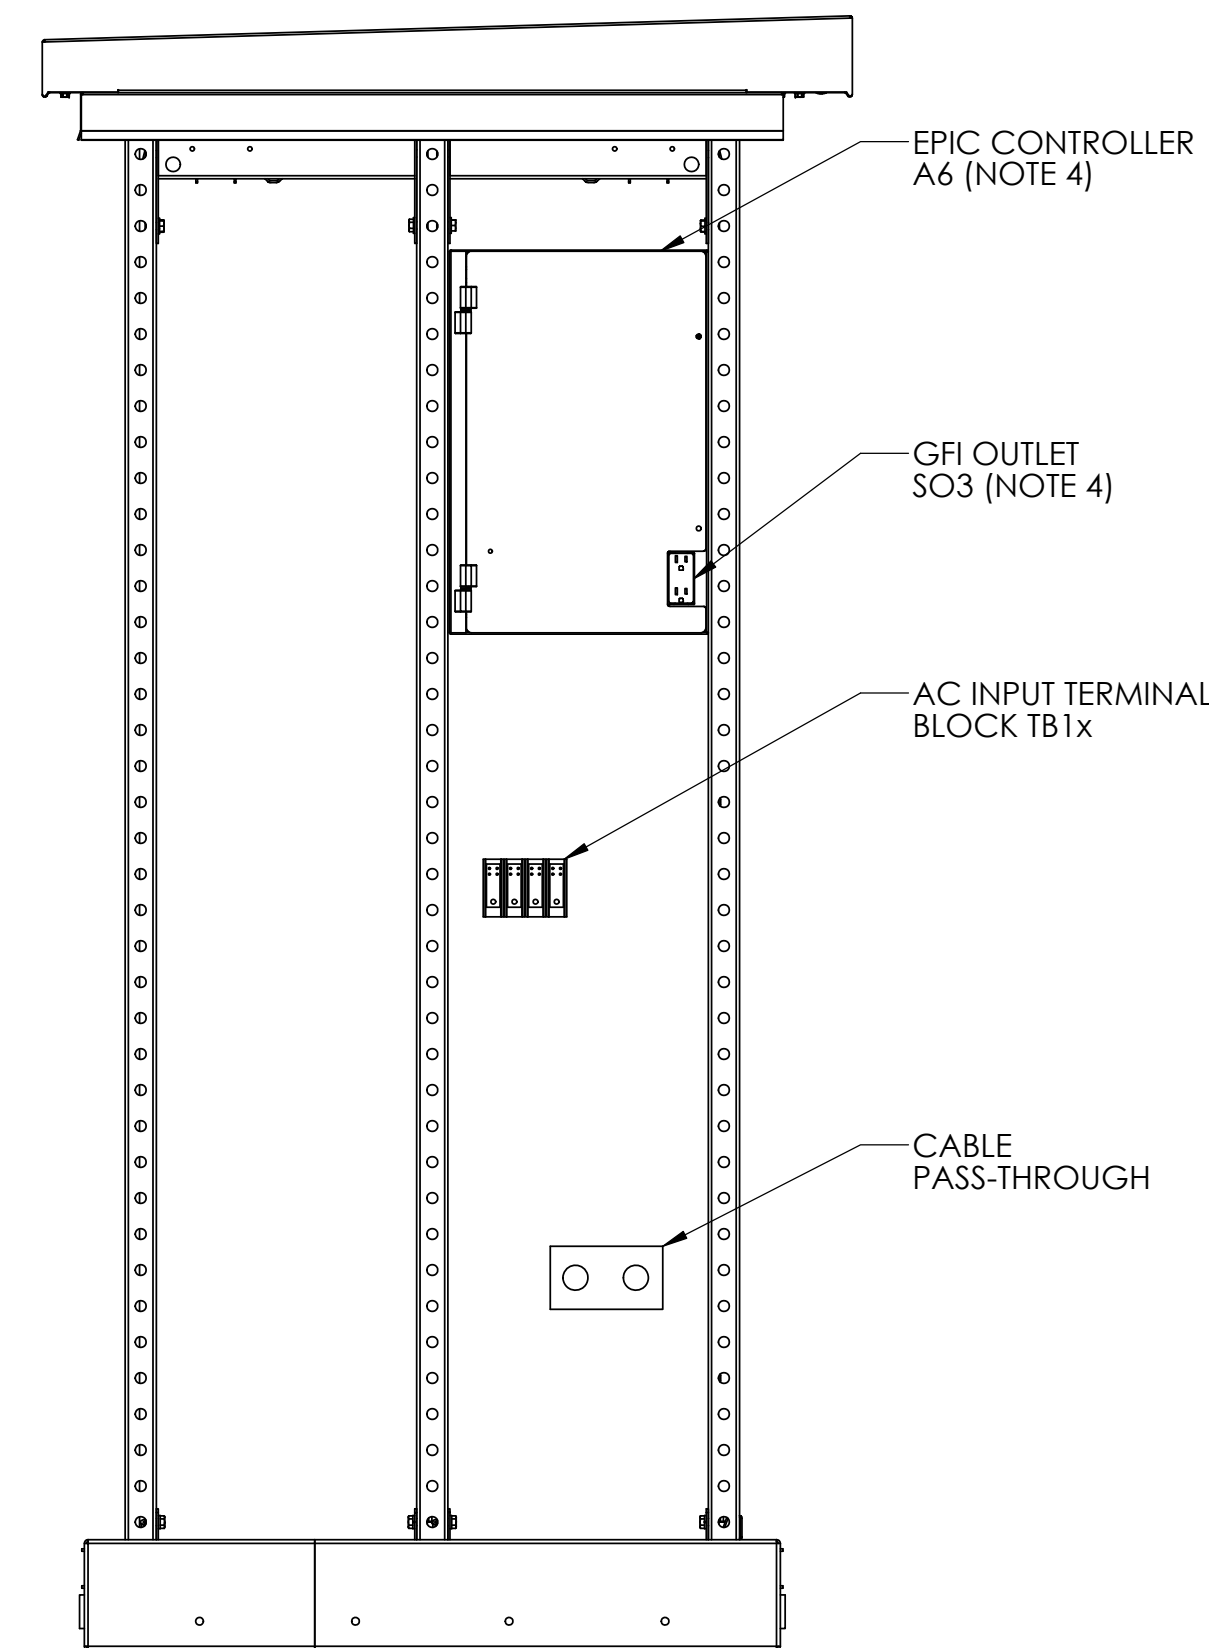 EPIC CONTROLLER
A6 (NOTE 4)
GFI OUTLET
SO3 (NOTE 4)
AC INPUT TERMINAL
BLOCK TB1x
CABLE
PASS-THROUGH